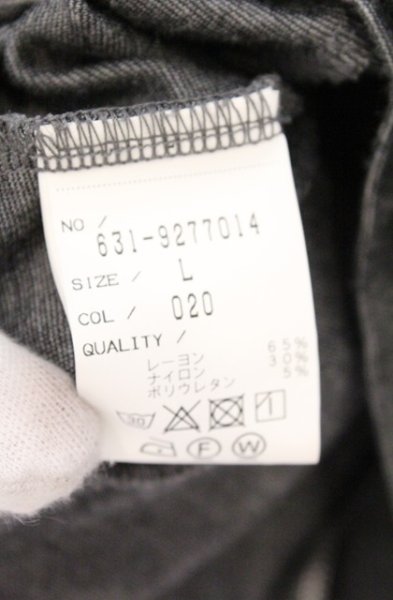 NO / 631-9277014
SIZE / L
COL / 020
QUALITY /
レーヨン 65%
ナイロン 30%
ポリウレタン 5%
30
F W